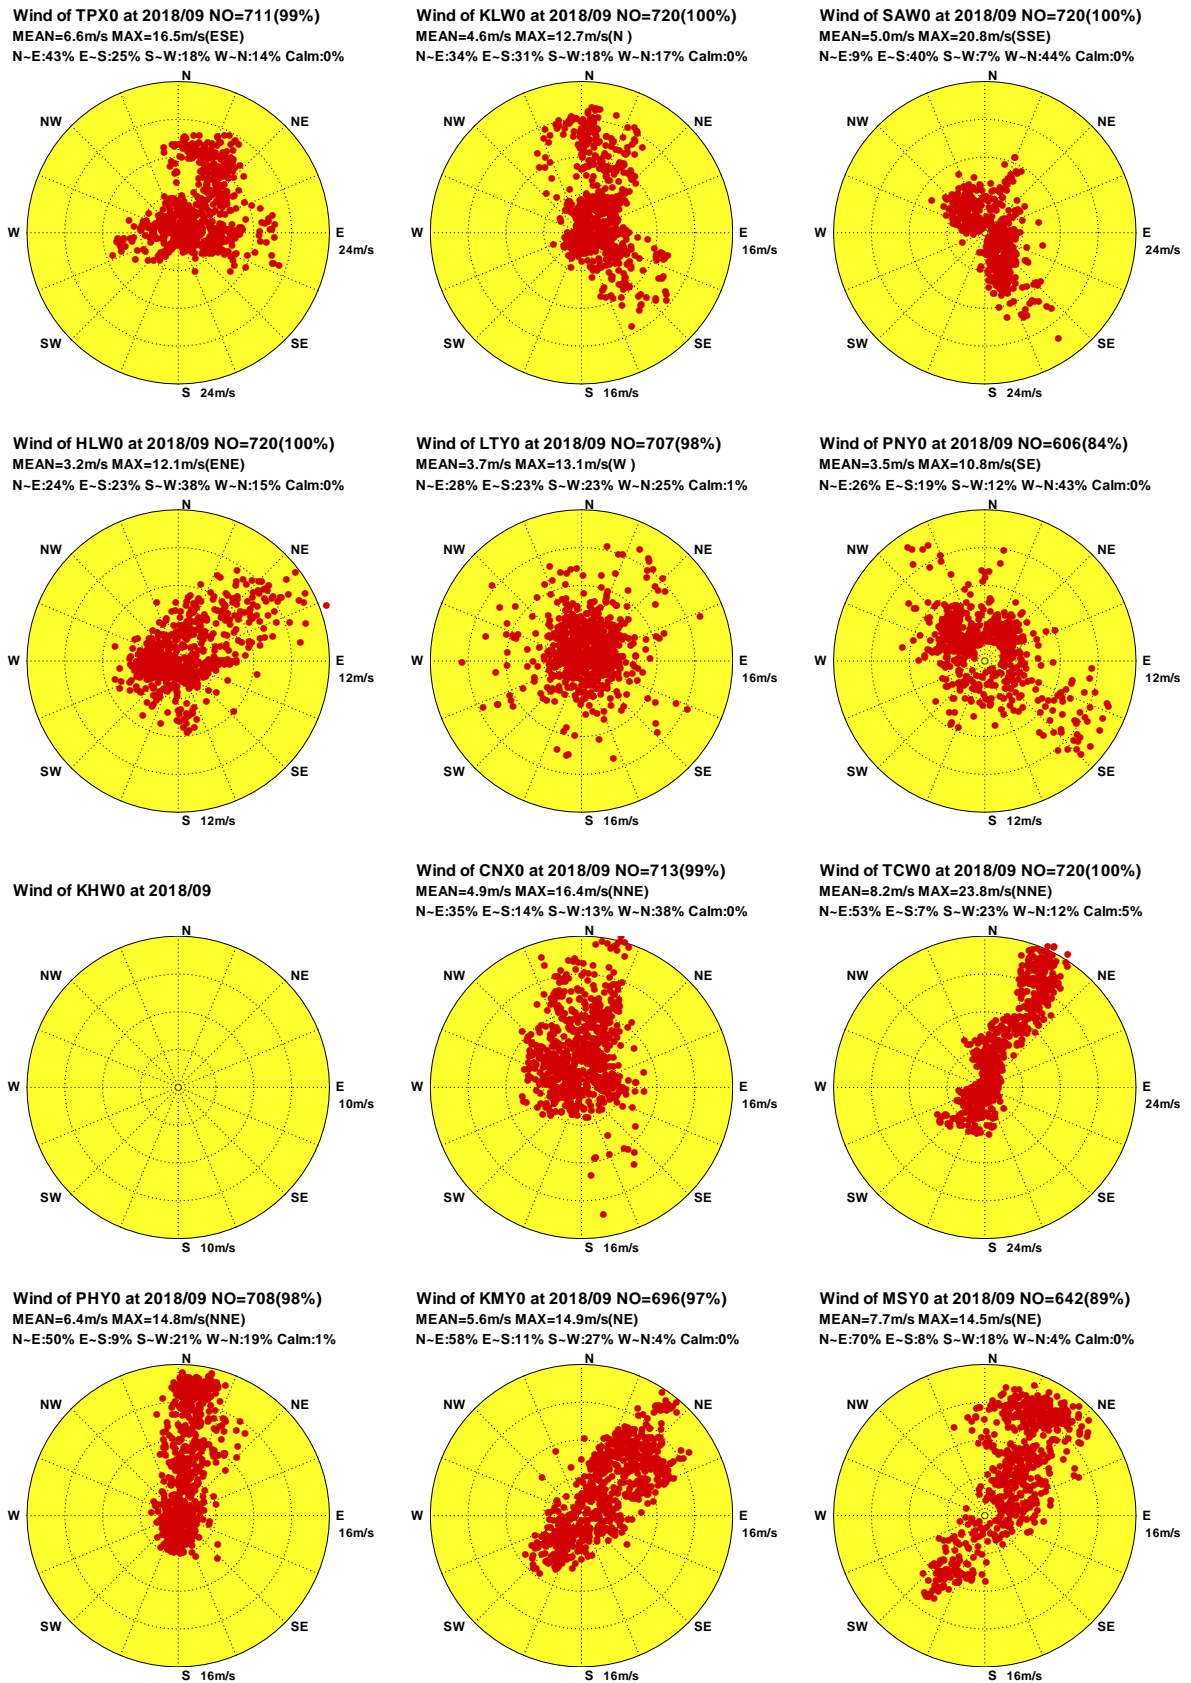 Wind of TPX0 at 2018/09 NO=711(99%)
MEAN=6.6m/s MAX=16.5m/s(ESE)
N~E:43% E~S:25% S~W:18% W~N:14% Calm:0%
N
NW
NE
W
E
24m/s
SW
SE
S 24m/s
Wind of KLW0 at 2018/09 NO=720(100%)
MEAN=4.6m/s MAX=12.7m/s(N )
N~E:34% E~S:31% S~W:18% W~N:17% Calm:0%
N
NW
NE
W
E
16m/s
SW
SE
S 16m/s
Wind of SAW0 at 2018/09 NO=720(100%)
MEAN=5.0m/s MAX=20.8m/s(SSE)
N~E:9% E~S:40% S~W:7% W~N:44% Calm:0%
N
NW
NE
W
E
24m/s
SW
SE
S 24m/s
Wind of HLW0 at 2018/09 NO=720(100%)
MEAN=3.2m/s MAX=12.1m/s(ENE)
N~E:24% E~S:23% S~W:38% W~N:15% Calm:0%
N
NW
NE
W
E
12m/s
SW
SE
S 12m/s
Wind of LTY0 at 2018/09 NO=707(98%)
MEAN=3.7m/s MAX=13.1m/s(W )
N~E:28% E~S:23% S~W:23% W~N:25% Calm:1%
N
NW
NE
W
E
16m/s
SW
SE
S 16m/s
Wind of PNY0 at 2018/09 NO=606(84%)
MEAN=3.5m/s MAX=10.8m/s(SE)
N~E:26% E~S:19% S~W:12% W~N:43% Calm:0%
N
NW
NE
W
E
12m/s
SW
SE
S 12m/s
Wind of KHW0 at 2018/09
N
NW
NE
W
E
10m/s
SW
SE
S 10m/s
Wind of CNX0 at 2018/09 NO=713(99%)
MEAN=4.9m/s MAX=16.4m/s(NNE)
N~E:35% E~S:14% S~W:13% W~N:38% Calm:0%
N
NW
NE
W
E
16m/s
SW
SE
S 16m/s
Wind of TCW0 at 2018/09 NO=720(100%)
MEAN=8.2m/s MAX=23.8m/s(NNE)
N~E:53% E~S:7% S~W:23% W~N:12% Calm:5%
N
NW
NE
W
E
24m/s
SW
SE
S 24m/s
Wind of PHY0 at 2018/09 NO=708(98%)
MEAN=6.4m/s MAX=14.8m/s(NNE)
N~E:50% E~S:9% S~W:21% W~N:19% Calm:1%
N
NW
NE
W
E
16m/s
SW
SE
S 16m/s
Wind of KMY0 at 2018/09 NO=696(97%)
MEAN=5.6m/s MAX=14.9m/s(NE)
N~E:58% E~S:11% S~W:27% W~N:4% Calm:0%
N
NW
NE
W
E
16m/s
SW
SE
S 16m/s
Wind of MSY0 at 2018/09 NO=642(89%)
MEAN=7.7m/s MAX=14.5m/s(NE)
N~E:70% E~S:8% S~W:18% W~N:4% Calm:0%
N
NW
NE
W
E
16m/s
SW
SE
S 16m/s